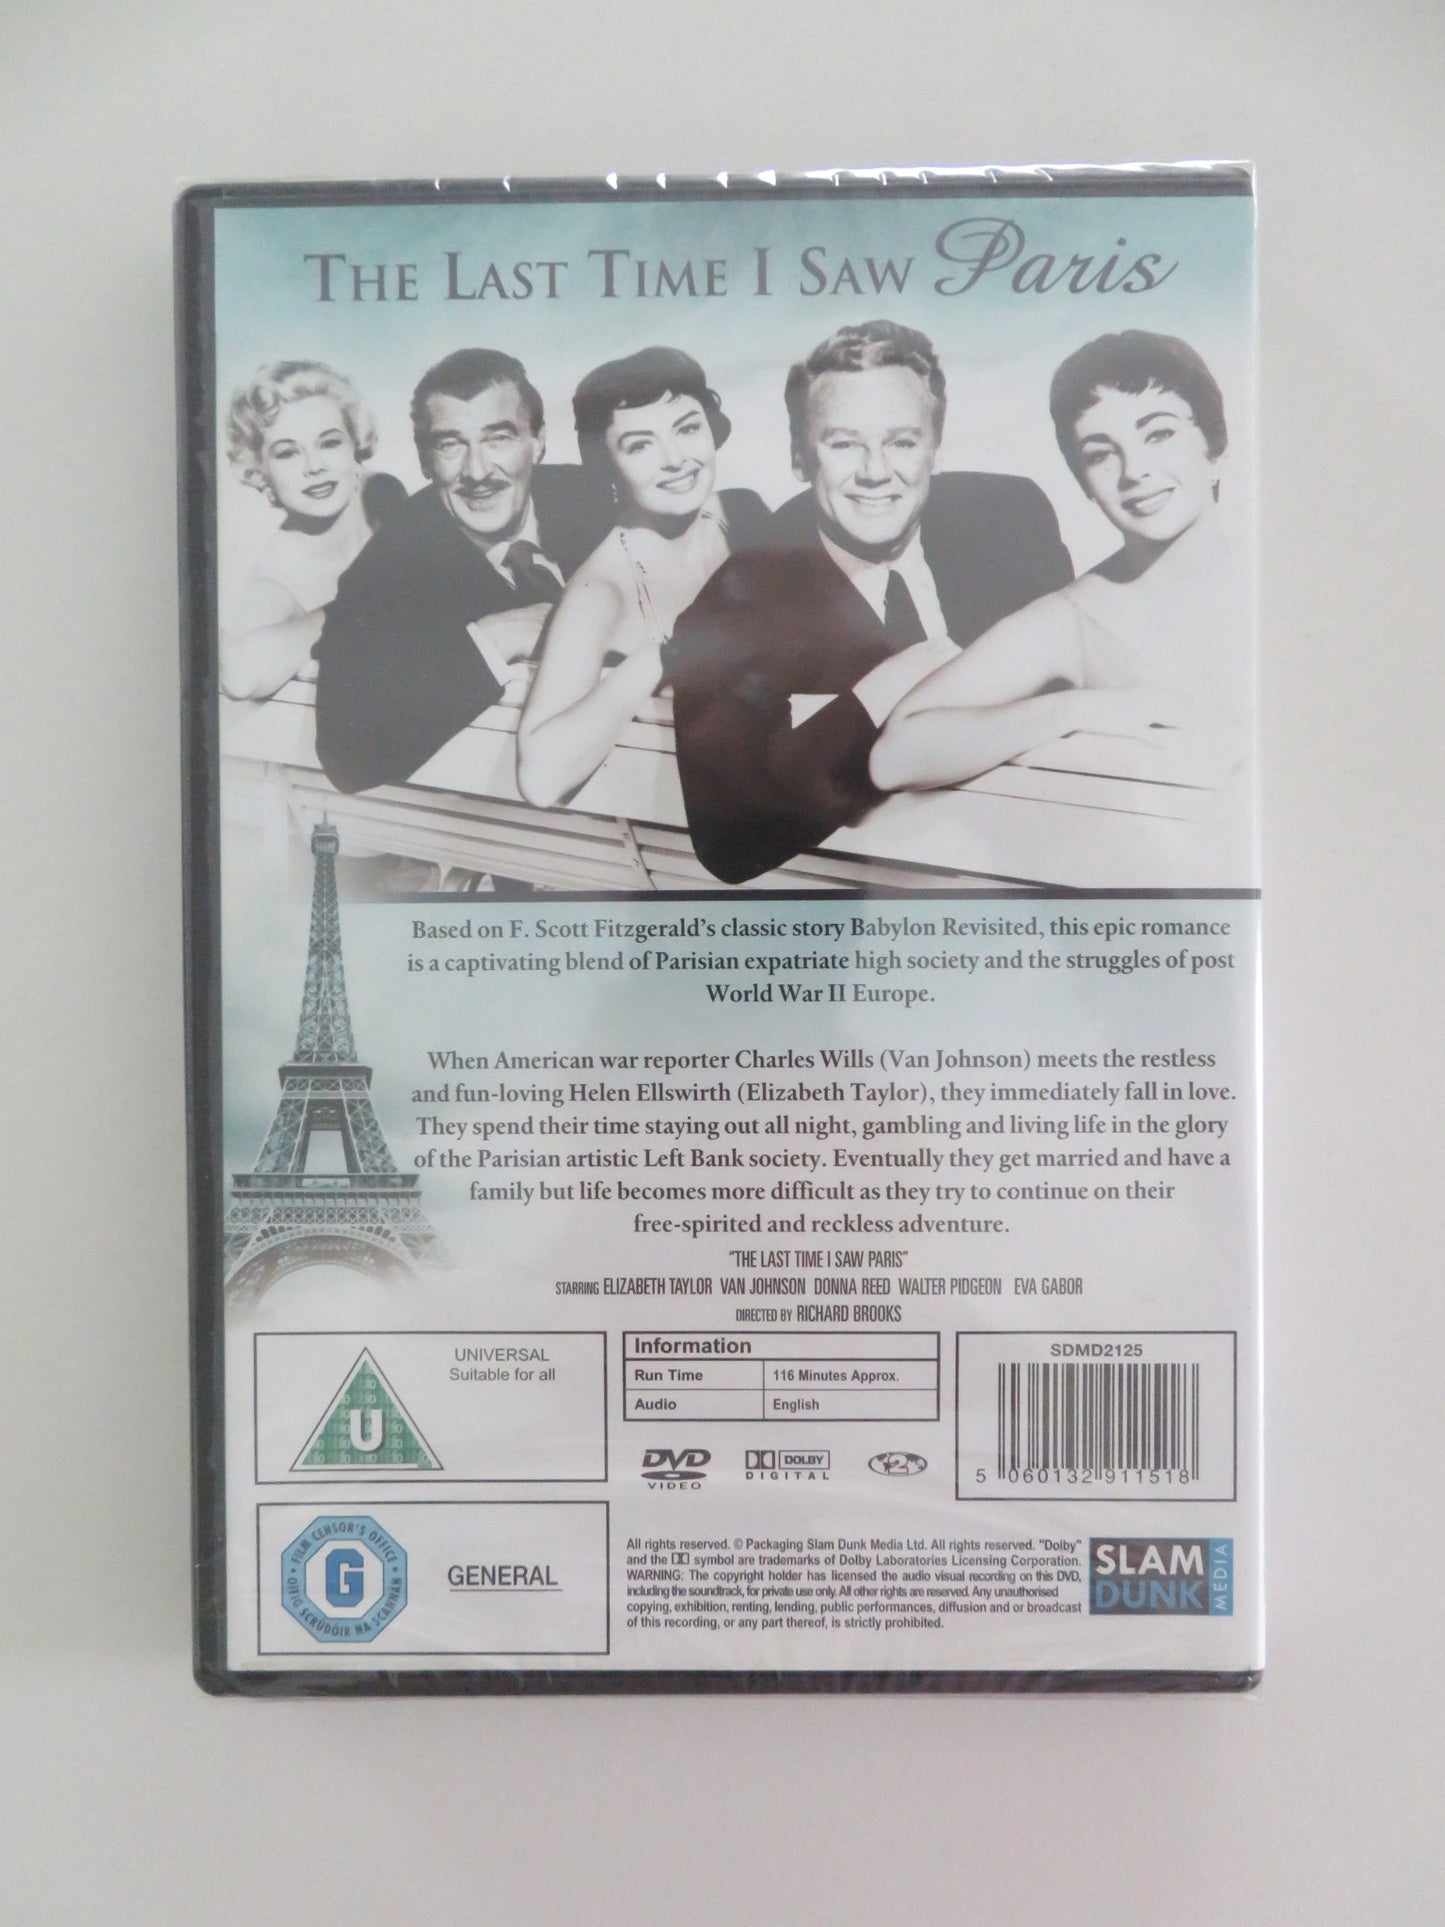 THE LAST TIME I SAW Paris
Based on F. Scott Fitzgerald's classic story Babylon Revisited, this epic romance
is a captivating blend of Parisian expatriate high society and the struggles of post
World War II Europe.
When American war reporter Charles Wills (Van Johnson) meets the restless
and fun-loving Helen Ellswirth (Elizabeth Taylor), they immediately fall in love.
They spend their time staying out all night, gambling and living life in the glory
of the Parisian artistic Left Bank society. Eventually they get married and have a
family but life becomes more difficult as they try to continue on their
free-spirited and reckless adventure.
"THE LAST TIME I SAW PARIS"
STARRING ELIZABETH TAYLOR VAN JOHNSON DONNA REED WALTER PIDGEON EVA GABOR
DIRECTED BY RICHARD BROOKS
UNIVERSAL
Suitable for all
U
Information
Run Time 116 Minutes Approx.
Audio English
DVD
VIDEO
DOLBY
DIGITAL
2
SDMD2125
5 060132 911518
FILM CENSOR'S OFFICE
G
OIFIG SCRÚDÓIR NA SCANNÁN
GENERAL
All rights reserved. © Packaging Slam Dunk Media Ltd. All rights reserved. "Dolby"
and the symbol are trademarks of Dolby Laboratories Licensing Corporation.
WARNING: The copyright holder has licensed the audio visual recording on this DVD,
including the soundtrack, for private use only. All other rights are reserved. Any unauthorised
copying, exhibition, renting, lending, public performances, diffusion and or broadcast
of this recording, or any part thereof, is strictly prohibited.
SLAM
DUNK
MEDIA